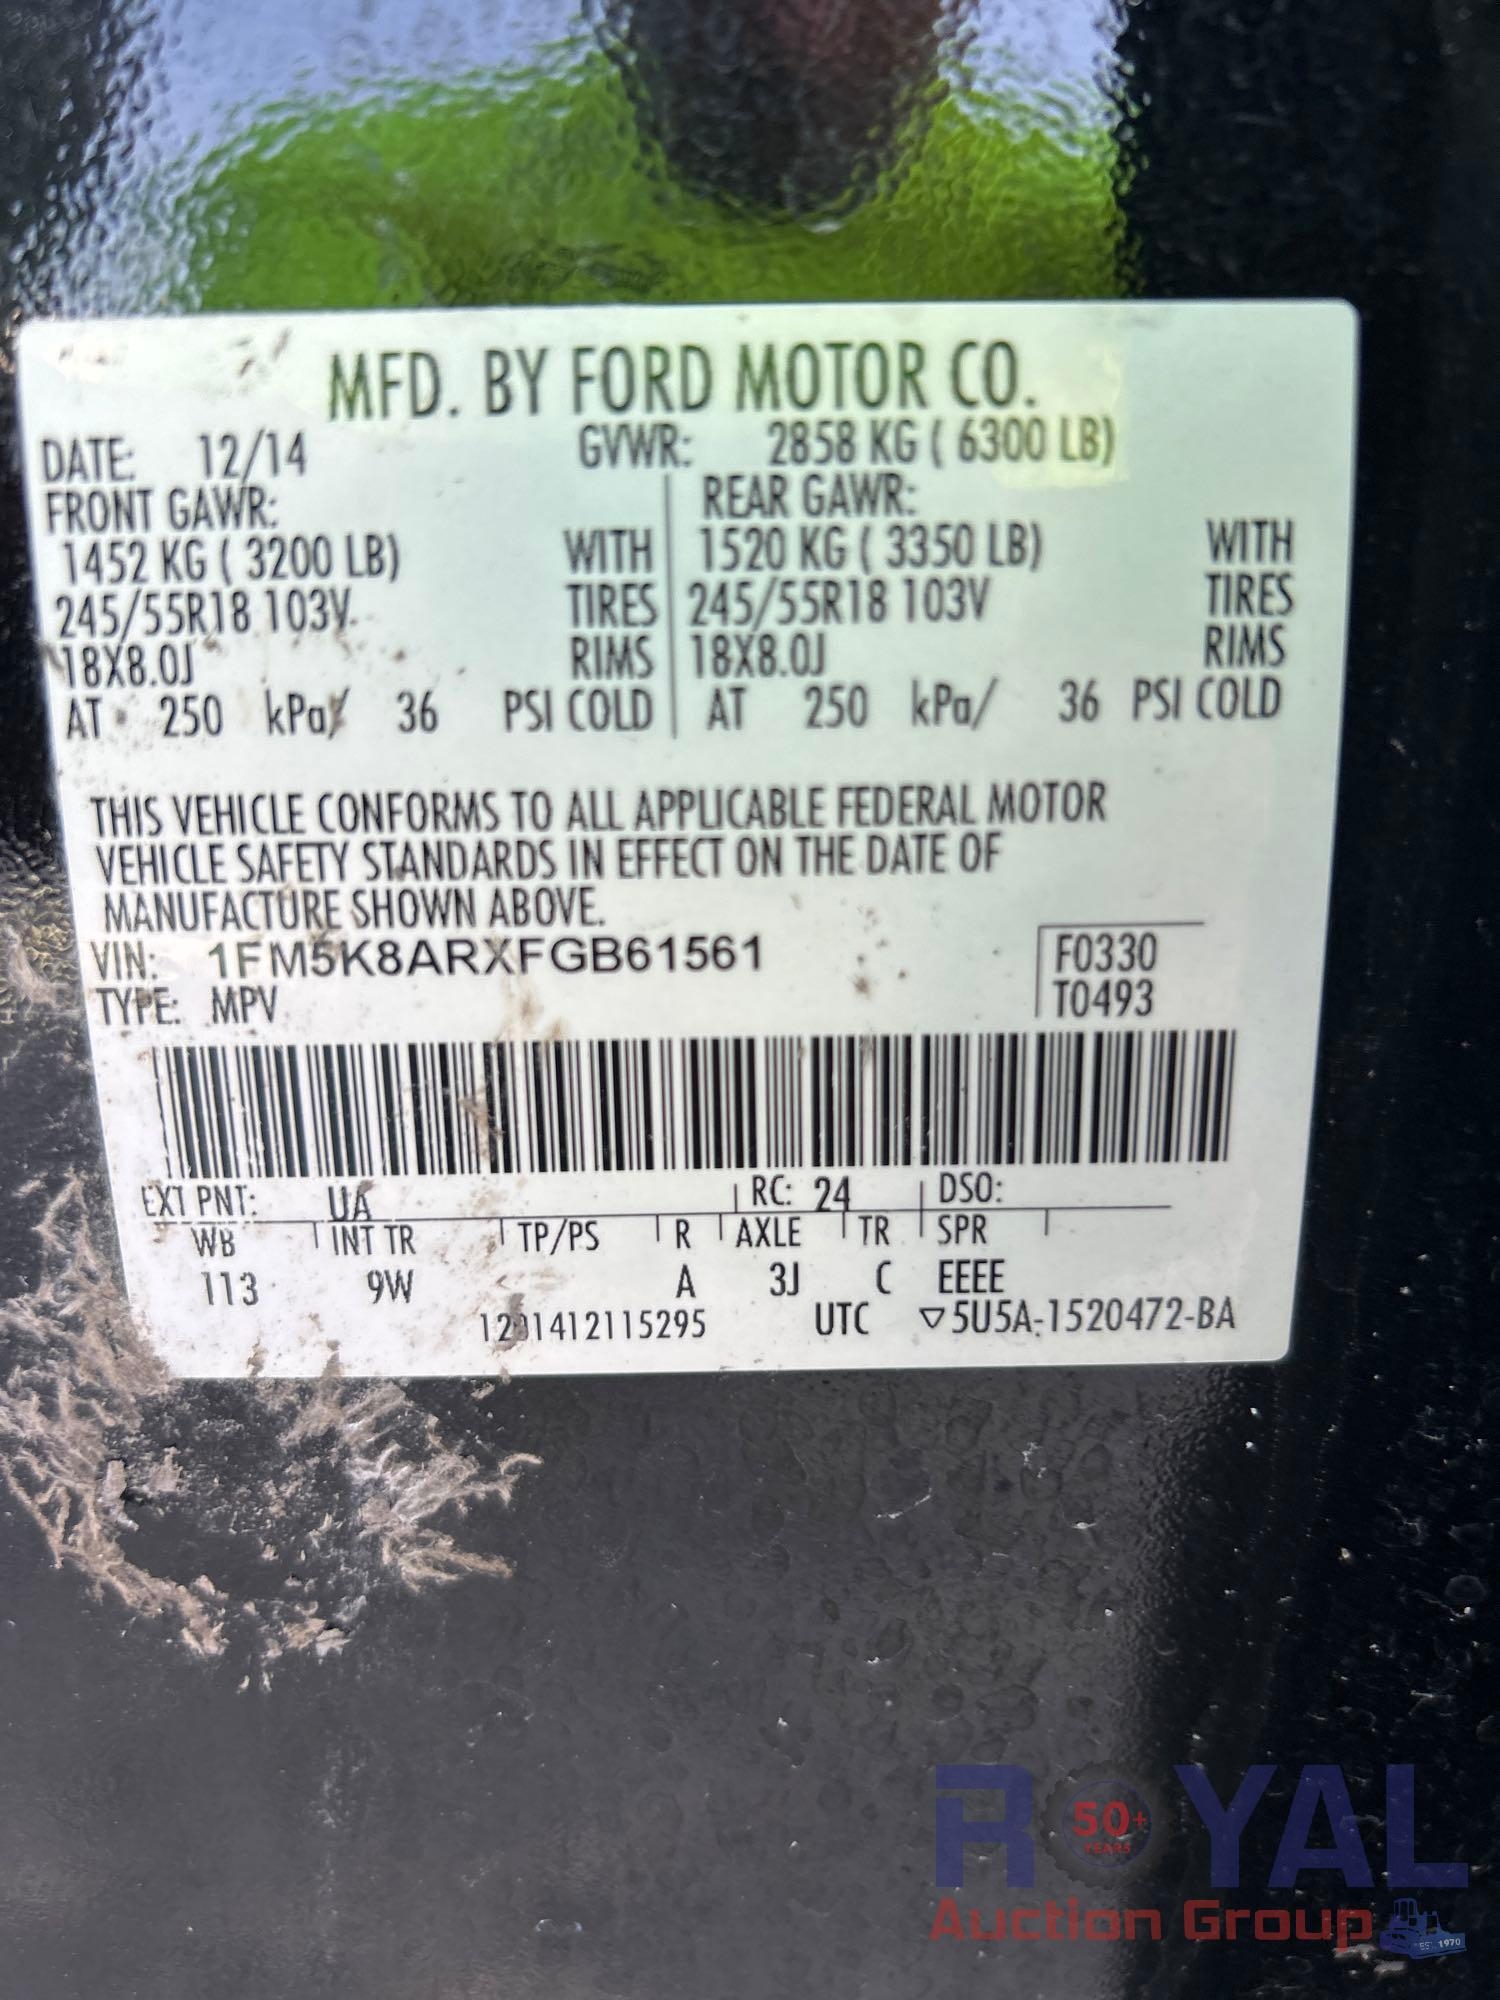 MFD. BY FORD MOTOR CO.
DATE: 12/14 GVWR: 2858 KG ( 6300 LB)
FRONT GAWR: REAR GAWR:
1452 KG ( 3200 LB) WITH 1520 KG ( 3350 LB) WITH
245/55R18 103V TIRES 245/55R18 103V TIRES
18X8.0J RIMS 18X8.0J RIMS
AT 250 kPa/ 36 PSI COLD AT 250 kPa/ 36 PSI COLD
THIS VEHICLE CONFORMS TO ALL APPLICABLE FEDERAL MOTOR
VEHICLE SAFETY STANDARDS IN EFFECT ON THE DATE OF
MANUFACTURE SHOWN ABOVE.
VIN: 1FM5K8ARXFGB61561 F0330
TYPE: MPV T0493
EXT PNT: UA RC: 24 DSO:
WB INT TR TP/PS R AXLE TR SPR
113 9W A 3J C EEEE
UTC ▽5U5A-1520472-BA
ROYAL
50+
YEARS
Auction Group
EST. 1970